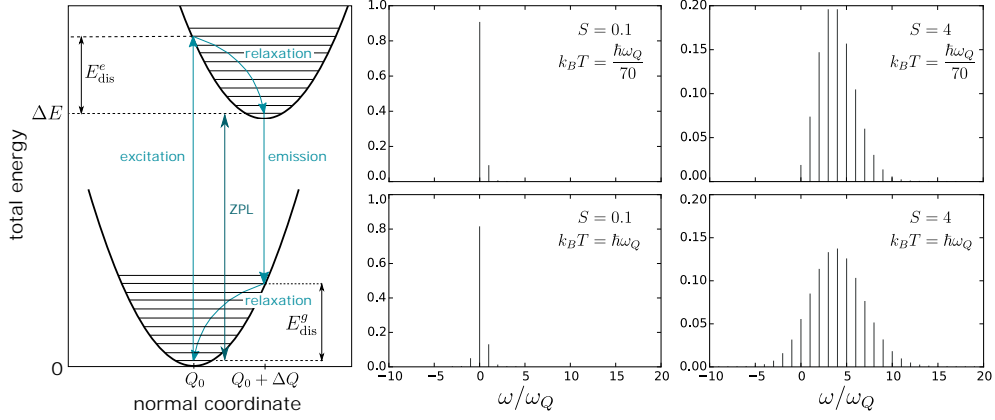 total energy
ΔE
0
E^e_dis
relaxation
excitation
emission
ZPL
relaxation
E^g_dis
Q_0
Q_0 + ΔQ
normal coordinate
1.0
0.8
0.6
0.4
0.2
0.0
S = 0.1
k_BT = ħω_Q/70
0.20
0.15
0.10
0.05
0.00
S = 4
k_BT = ħω_Q/70
1.0
0.8
0.6
0.4
0.2
0.0
−10 −5 0 5 10 15 20
S = 0.1
k_BT = ħω_Q
ω/ω_Q
0.20
0.15
0.10
0.05
0.00
−10 −5 0 5 10 15 20
S = 4
k_BT = ħω_Q
ω/ω_Q